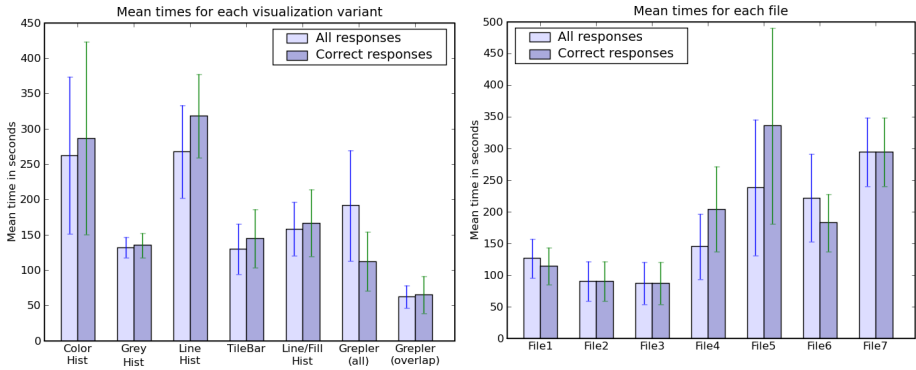 Mean times for each visualization variant
Mean time in seconds
450
400
350
300
250
200
150
100
50
0
All responses
Correct responses
Color Hist
Grey Hist
Line Hist
TileBar
Line/Fill Hist
Grepler (all)
Grepler (overlap)
Mean times for each file
Mean time in seconds
500
450
400
350
300
250
200
150
100
50
0
All responses
Correct responses
File1
File2
File3
File4
File5
File6
File7